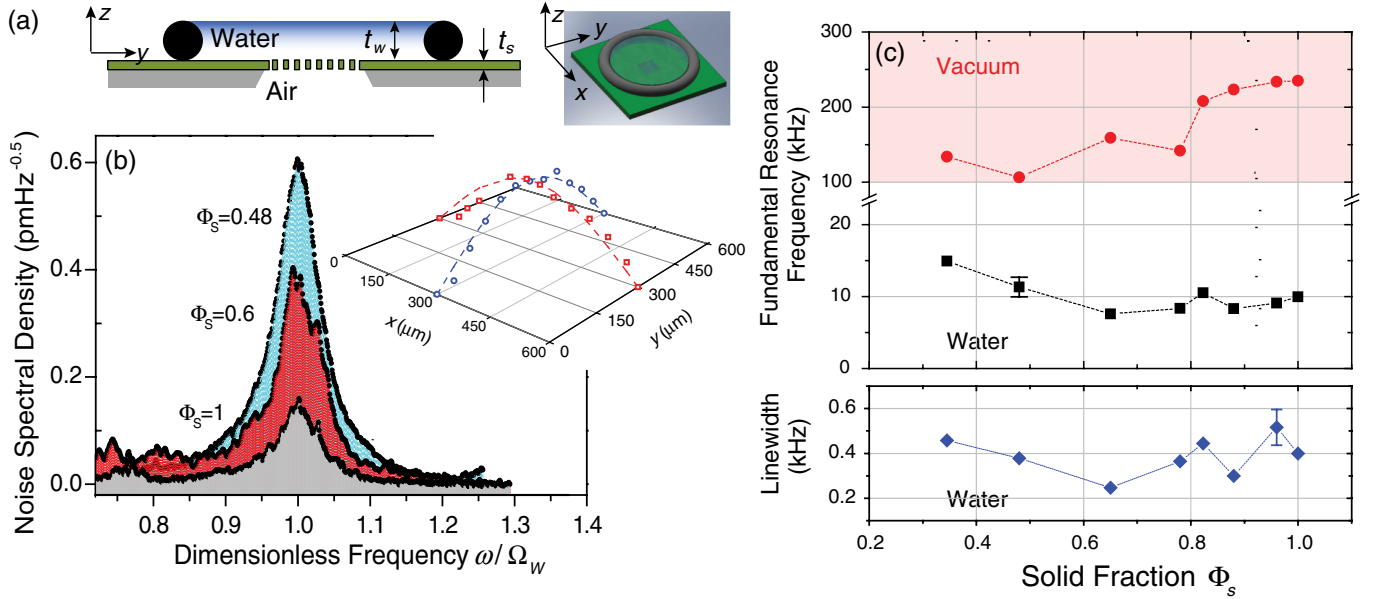 (a)
z
y
Water
t_w
t_s
Air
z
y
x
(b)
Noise Spectral Density (pmHz^-0.5)
0.6
0.4
0.2
0.0
Φ_S=0.48
Φ_S=0.6
Φ_S=1
0.8 0.9 1.0 1.1 1.2 1.3 1.4
Dimensionless Frequency ω/Ω_W
0
150
300
450
600
x (μm)
0
150
300
450
600
y (μm)
(c)
Fundamental Resonance
Frequency (kHz)
300
200
100
20
10
0
Vacuum
Water
Linewidth
(kHz)
0.6
0.4
0.2
Water
0.2 0.4 0.6 0.8 1.0
Solid Fraction Φ_s